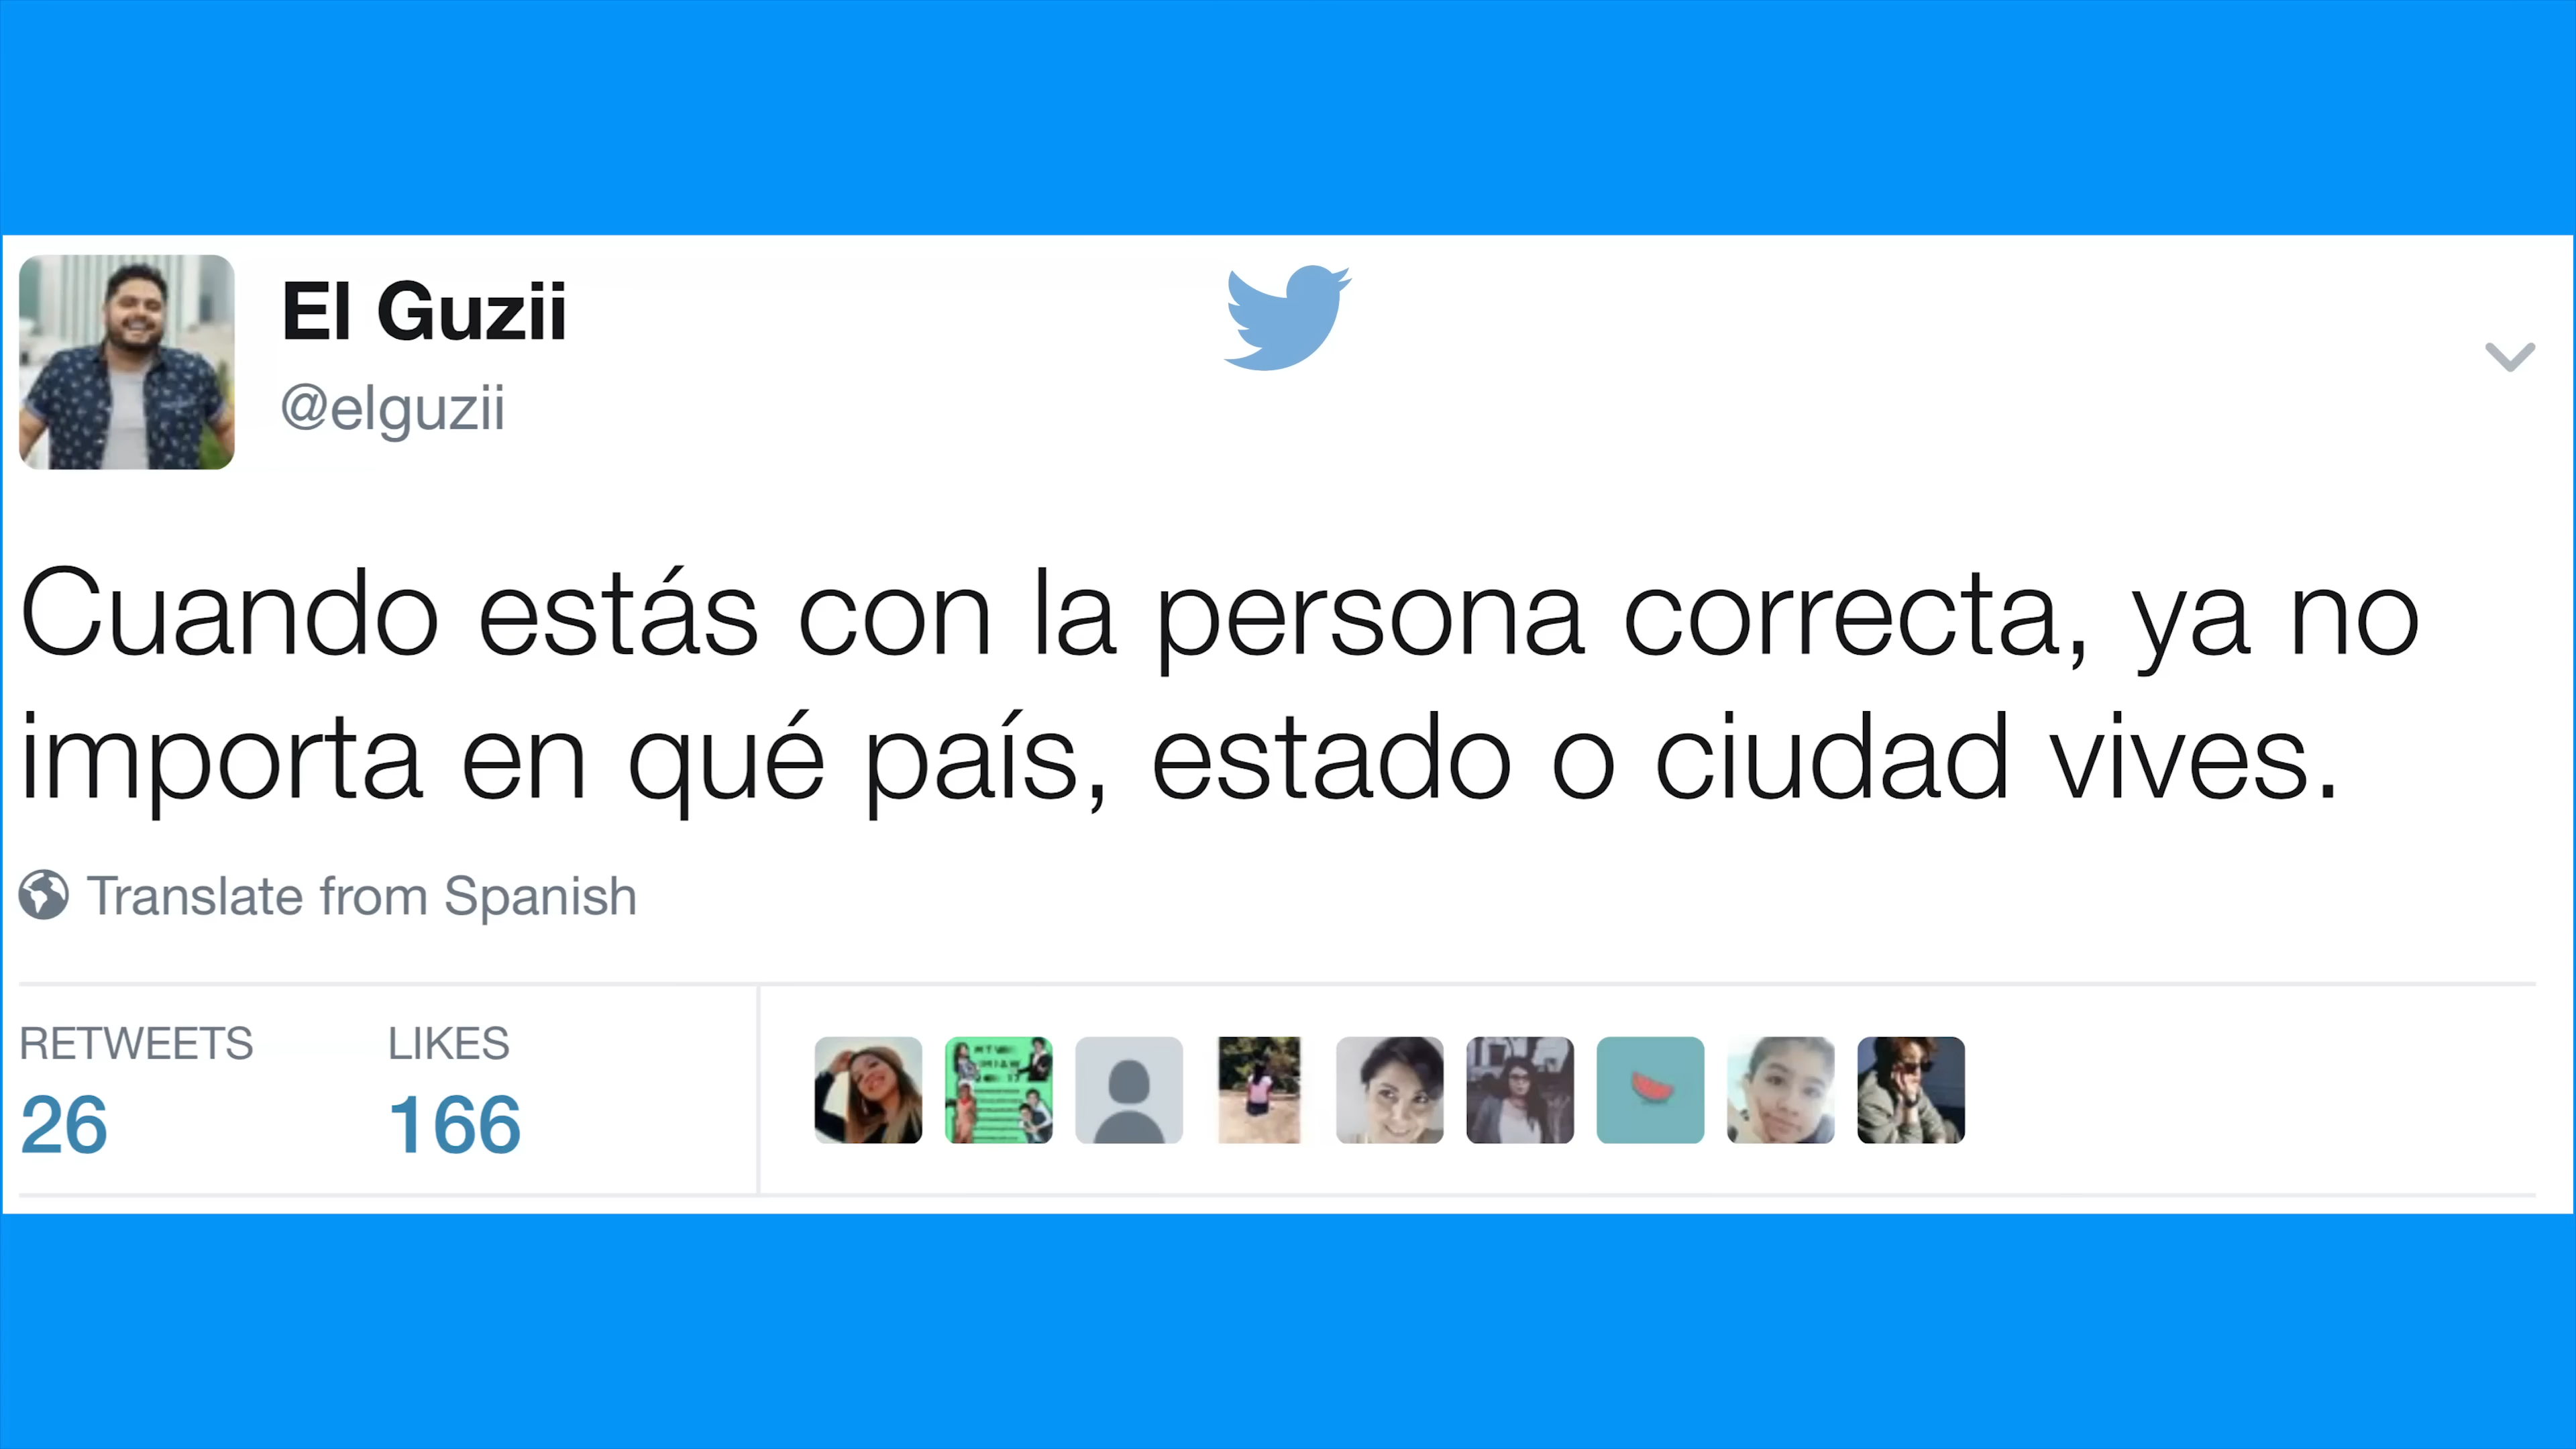 El Guzii
@elguzii
Cuando estás con la persona correcta, ya no
importa en qué país, estado o ciudad vives.
Translate from Spanish
RETWEETS LIKES
26 166